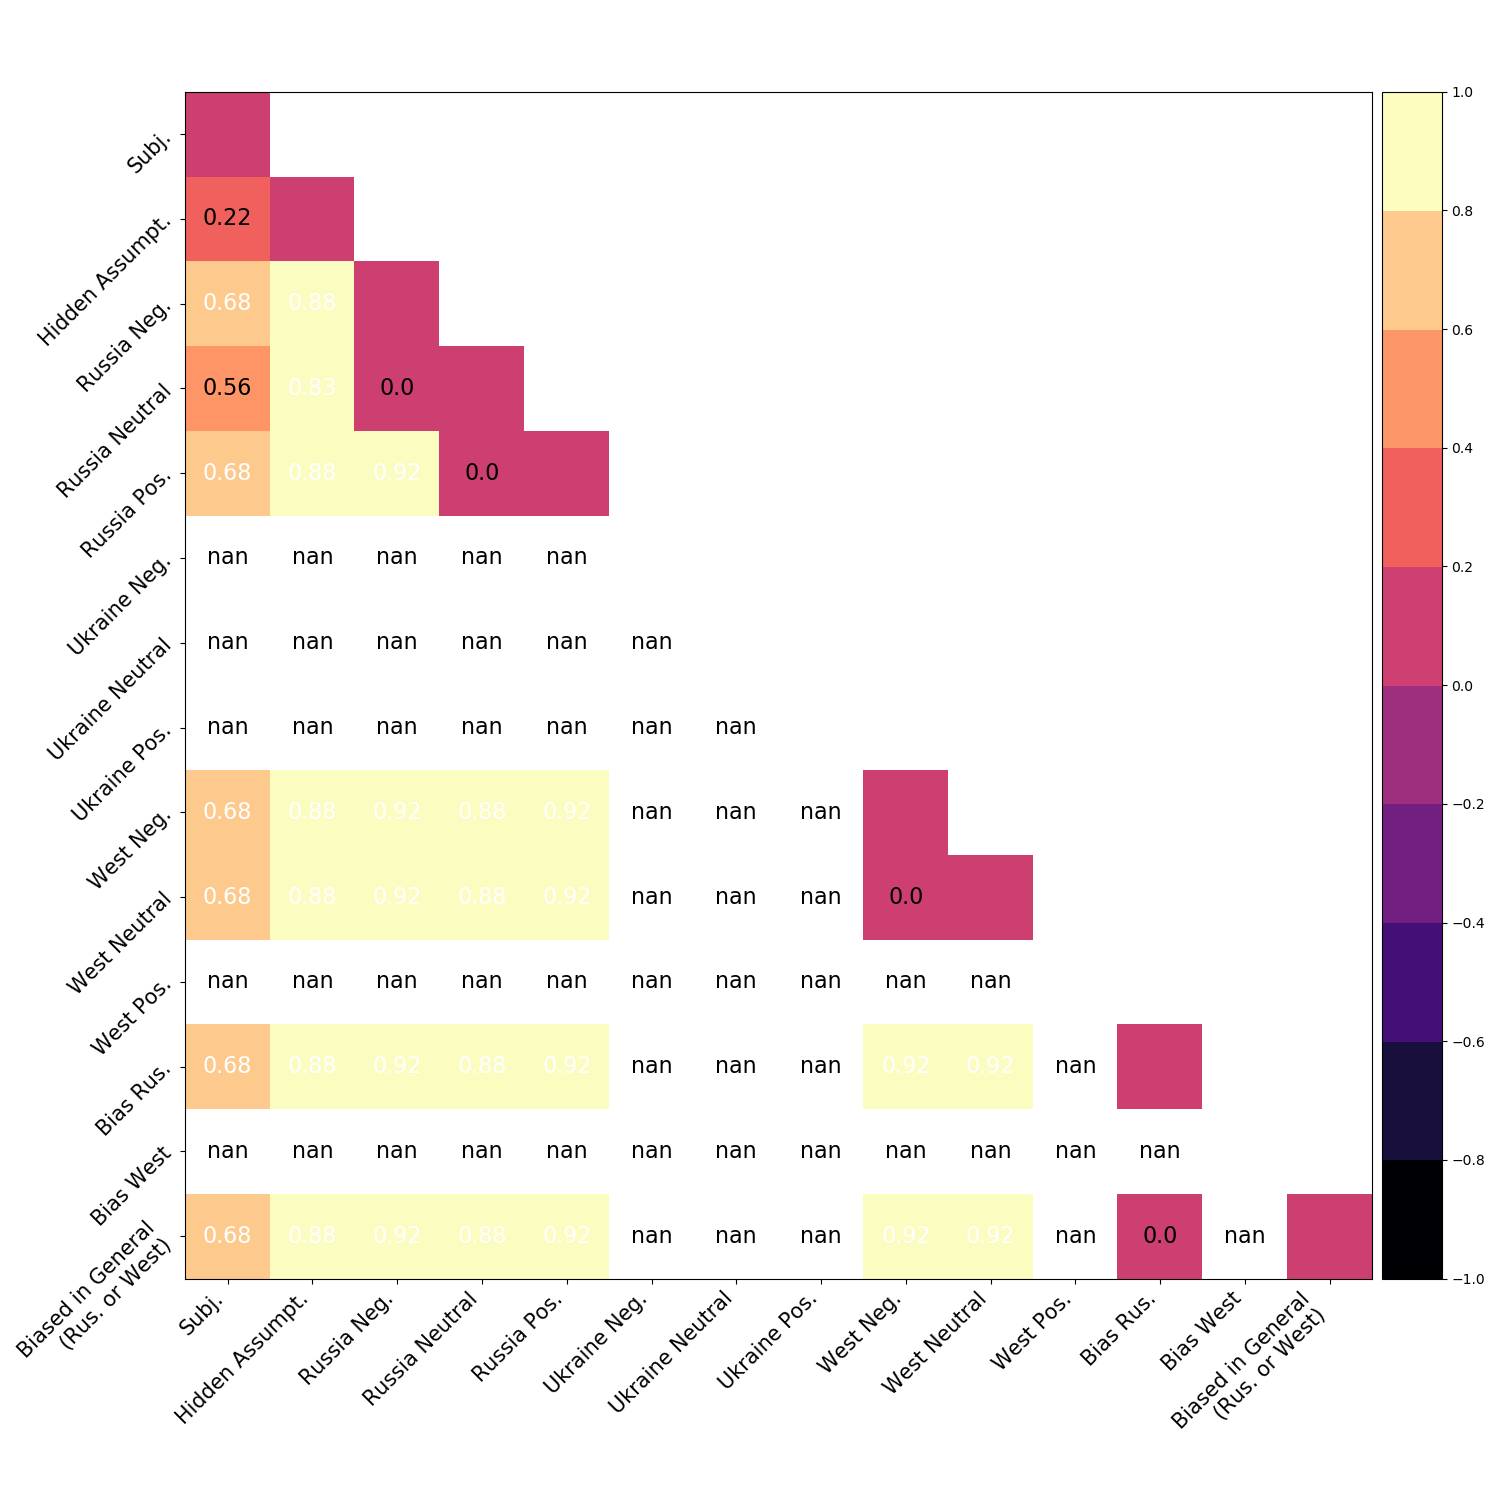 1.0
Subj.
0.8
Hidden Assumpt.
0.22
Russia Neg.
0.68 0.88
0.6
Russia Neutral
0.56 0.83 0.0
0.4
Russia Pos.
0.68 0.88 0.92 0.0
Ukraine Neg.
nan nan nan nan nan
0.2
Ukraine Neutral
nan nan nan nan nan nan
0.0
Ukraine Pos.
nan nan nan nan nan nan nan
−0.2
West Neg.
0.68 0.88 0.92 0.88 0.92 nan nan nan
West Neutral
0.68 0.88 0.92 0.88 0.92 nan nan nan 0.0
−0.4
West Pos.
nan nan nan nan nan nan nan nan nan nan
−0.6
Bias Rus.
0.68 0.88 0.92 0.88 0.92 nan nan nan 0.92 0.92 nan
Bias West
nan nan nan nan nan nan nan nan nan nan nan nan
−0.8
Biased in General
(Rus. or West)
0.68 0.88 0.92 0.88 0.92 nan nan nan 0.92 0.92 nan 0.0 nan
−1.0
Subj.
Hidden Assumpt.
Russia Neg.
Russia Neutral
Russia Pos.
Ukraine Neg.
Ukraine Neutral
Ukraine Pos.
West Neg.
West Neutral
West Pos.
Bias Rus.
Bias West
Biased in General
(Rus. or West)